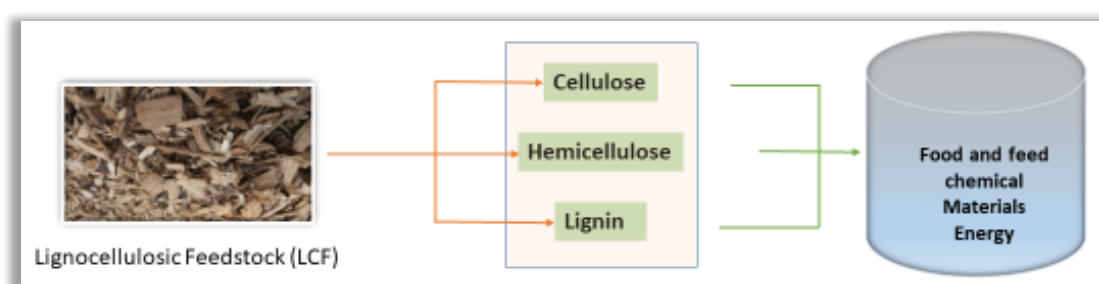 Cellulose
Hemicellulose
Lignin
Lignocellulosic Feedstock (LCF)
Food and feed
chemical
Materials
Energy